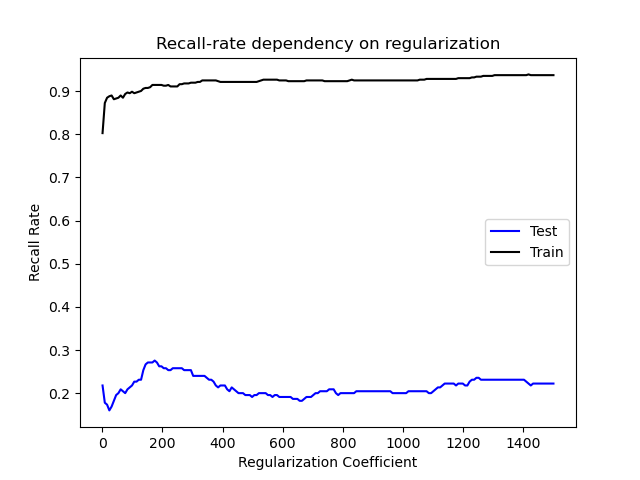 Recall-rate dependency on regularization
Recall Rate
0.9
0.8
0.7
0.6
0.5
0.4
0.3
0.2
Test
Train
0 200 400 600 800 1000 1200 1400
Regularization Coefficient